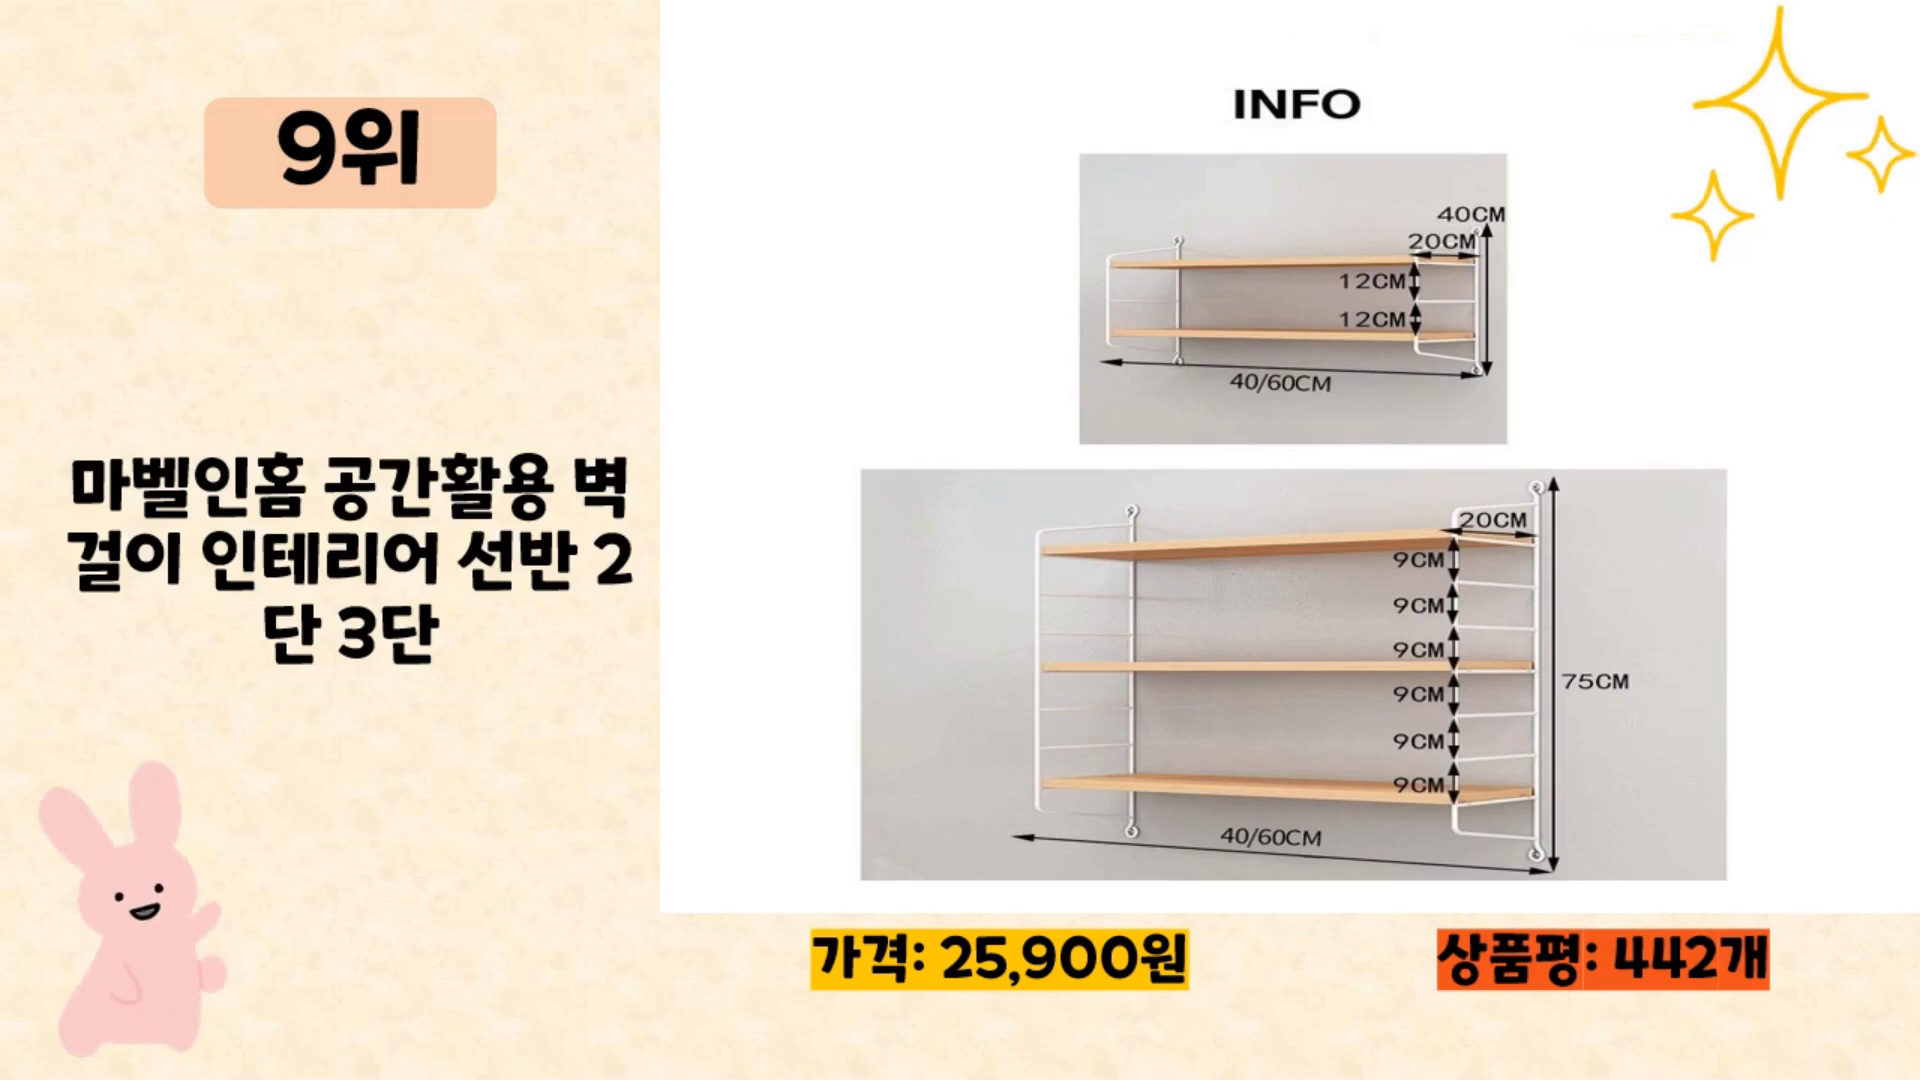 9위
마벨인홈 공간활용 벽
걸이 인테리어 선반 2
단 3단
INFO
40CM
20CM
12CM
12CM
40/60CM
20CM
9CM
9CM
9CM
9CM
9CM
9CM
75CM
40/60CM
가격: 25,900원
상품평: 442개